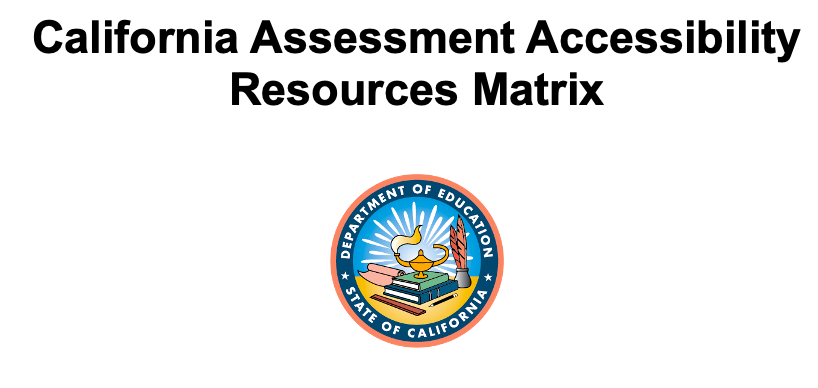 California Assessment Accessibility
Resources Matrix
DEPARTMENT OF EDUCATION
STATE OF CALIFORNIA